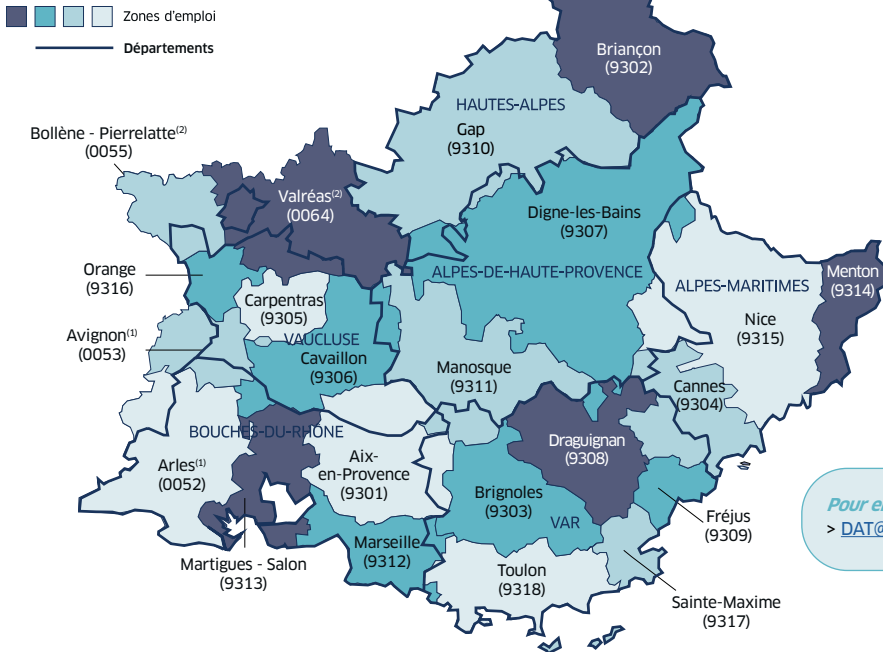 Zones d'emploi
Départements
Briançon
(9302)
HAUTES-ALPES
Gap
(9310)
Bollène - Pierrelatte(2)
(0055)
Valréas(2)
(0064)
Digne-les-Bains
(9307)
Orange
(9316)
ALPES-DE-HAUTE-PROVENCE
ALPES-MARITIMES
Menton
(9314)
Carpentras
(9305)
Nice
(9315)
Avignon(1)
(0053)
VAUCLUSE
Cavaillon
(9306)
Manosque
(9311)
Cannes
(9304)
BOUCHES-DU-RHÔNE
Draguignan
(9308)
Arles(1)
(0052)
Aix-
en-Provence
(9301)
Brignoles
(9303)
VAR
Fréjus
(9309)
Pour e
> DAT@
Marseille
(9312)
Martigues - Salon
(9313)
Toulon
(9318)
Sainte-Maxime
(9317)